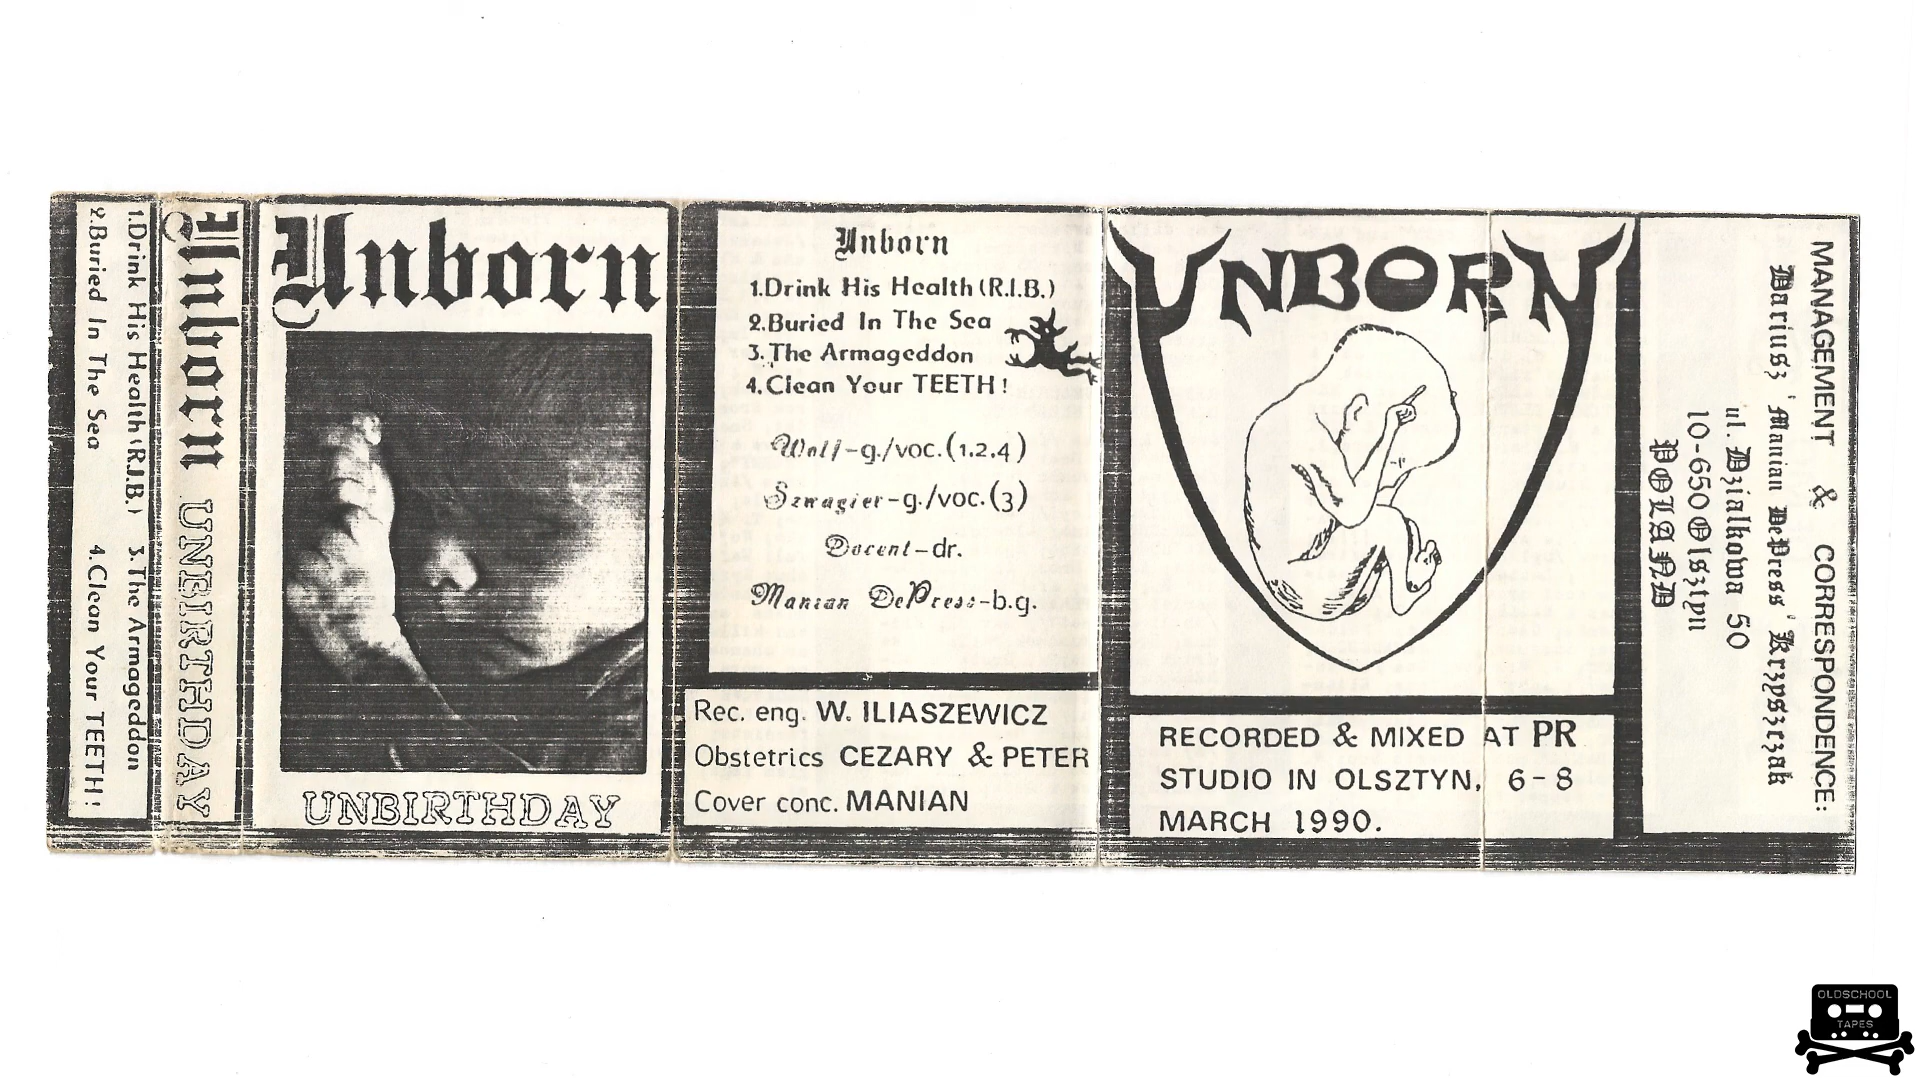 1.Drink His Health (R.I.B.) 3.The Armageddon
2.Buried In The Sea 4.Clean Your TEETH!
Unborn UNBIRTHDAY
Unborn
UNBIRTHDAY
Unborn
1.Drink His Health (R.I.B.)
2.Buried In The Sea
3.The Armageddon
4.Clean Your TEETH!
Wolf-g./voc.(1.2.4)
Szwagier-g./voc.(3)
Docent-dr.
Manian DePress-b.g.
Rec. eng. W. ILIASZEWICZ
Obstetrics CEZARY & PETER
Cover conc. MANIAN
UNBORN
RECORDED & MIXED AT PR
STUDIO IN OLSZTYN, 6-8
MARCH 1990.
MANAGEMENT & CORRESPONDENCE:
Dariusz 'Manian DePress' Krzyszczak
ul. Dzialkowa 50
10-650 Olsztyn
POLAND
OLDSCHOOL
TAPES